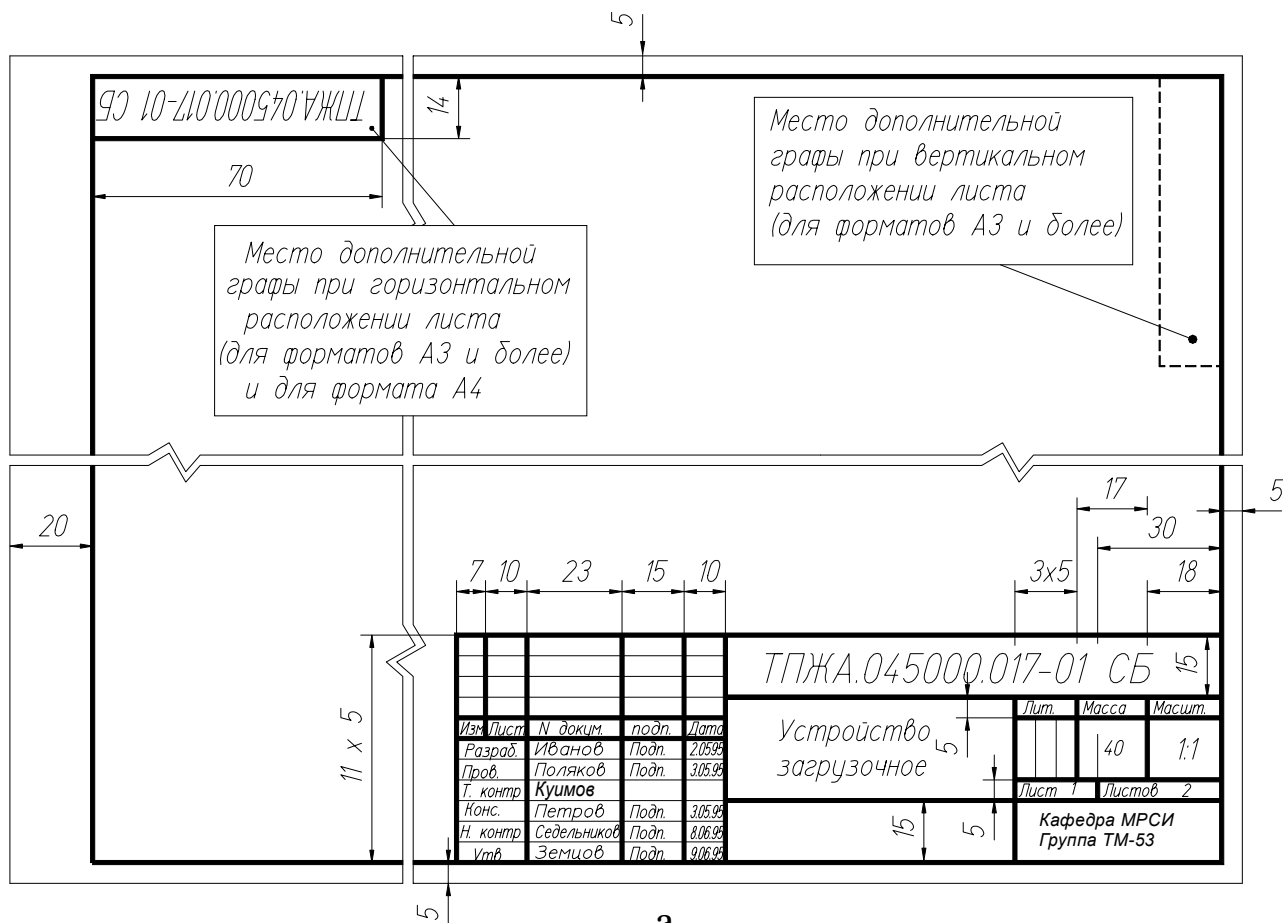 5
ТПЖА.045000.017-01 СБ
14
70
Место дополнительной
графы при вертикальном
расположении листа
(для форматов А3 и более)
Место дополнительной
графы при горизонтальном
расположении листа
(для форматов А3 и более)
и для формата А4
17
5
20
30
7 10 23 15 10
3х5
18
ТПЖА.045000.017-01 СБ
15
11 х 5
Изм Лист N докум. подп. Дата
Устройство
загрузочное
5
Лит. Масса Масшт.
40 1:1
Разраб. Иванов Подп. 2.05.95
Пров. Поляков Подп. 3.05.95
Т. контр Куимов
Конс. Петров Подп. 3.05.95
Н. контр Седельников Подп. 8.06.95
Утв Земцов Подп. 9.06.95
Лист 1 Листов 2
15
5
Кафедра МРСИ
Группа ТМ-53
5
а